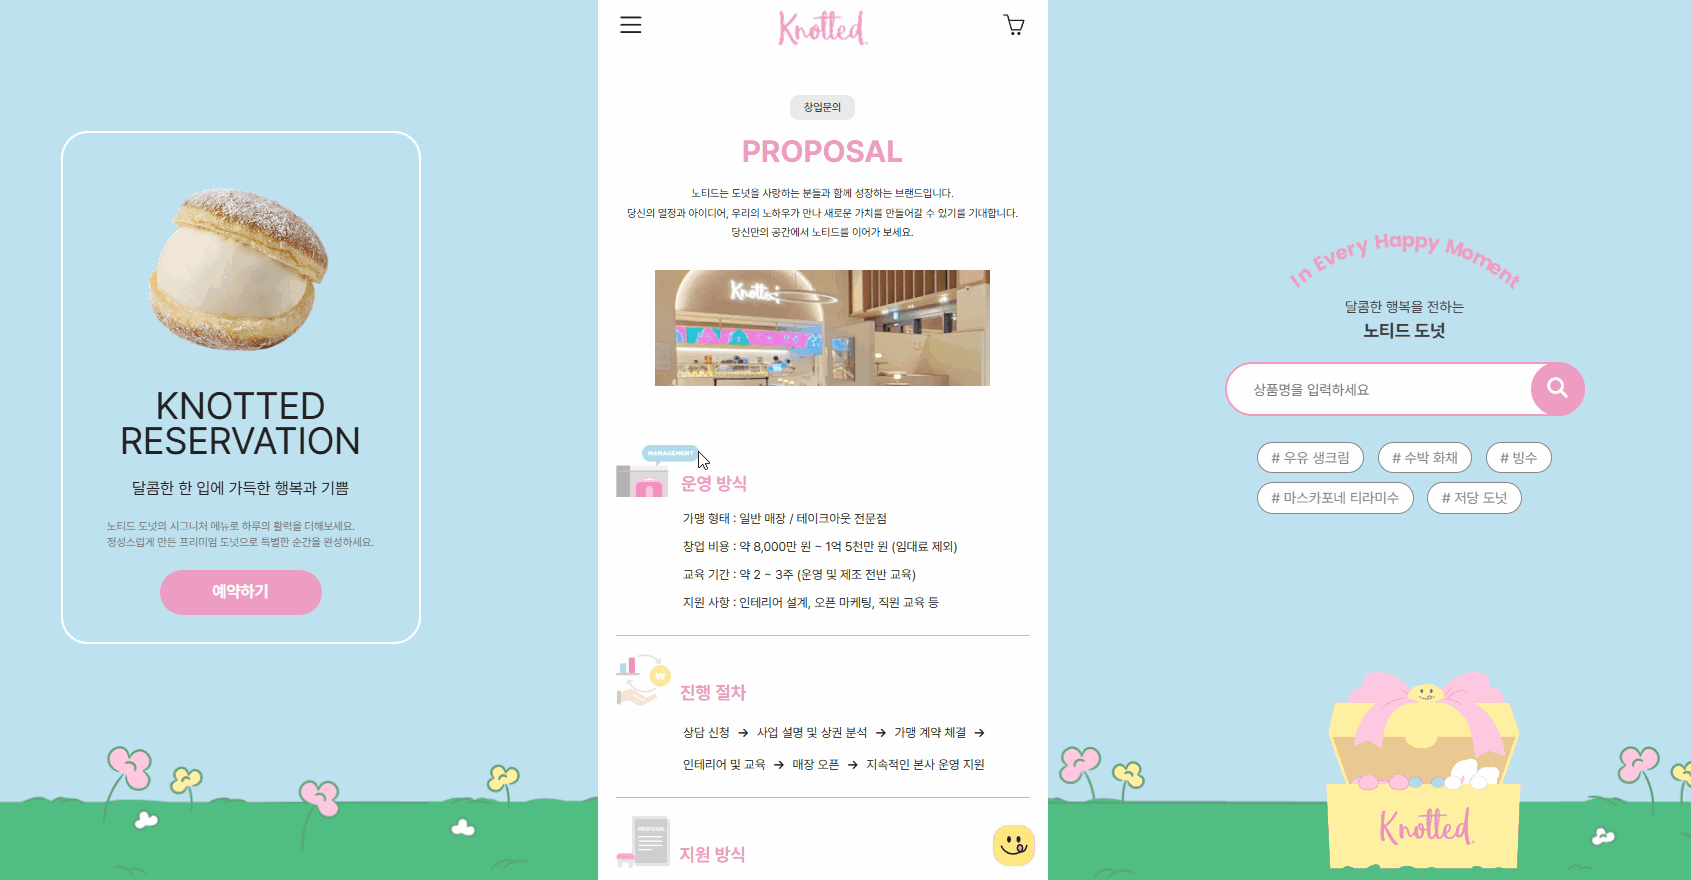 KNOTTED
RESERVATION
달콤한 한 입에 가득한 행복과 기쁨
노티드 도넛의 시그니처 메뉴로 하루의 활력을 더해보세요.
정성스럽게 만든 프리미엄 도넛으로 특별한 순간을 완성하세요.
예약하기
Knotted
창업문의
PROPOSAL
노티드는 도넛을 사랑하는 분들과 함께 성장하는 브랜드입니다.
당신의 열정과 아이디어, 우리의 노하우가 만나 새로운 가치를 만들어갈 수 있기를 기대합니다.
당신만의 공간에서 노티드를 이어가 보세요.
Knotted
MANAGEMENT
운영 방식
가맹 형태 : 일반 매장 / 테이크아웃 전문점
창업 비용 : 약 8,000만 원 ~ 1억 5천만 원 (임대료 제외)
교육 기간 : 약 2 ~ 3주 (운영 및 제조 전반 교육)
지원 사항 : 인테리어 설계, 오픈 마케팅, 직원 교육 등
₩
진행 절차
상담 신청 → 사업 설명 및 상권 분석 → 가맹 계약 체결 →
인테리어 및 교육 → 매장 오픈 → 지속적인 본사 운영 지원
PROPOSAL
지원 방식
In Every Happy Moment
달콤한 행복을 전하는
노티드 도넛
상품명을 입력하세요
# 우유 생크림 # 수박 화채 # 빙수
# 마스카포네 티라미수 # 저당 도넛
Knotted